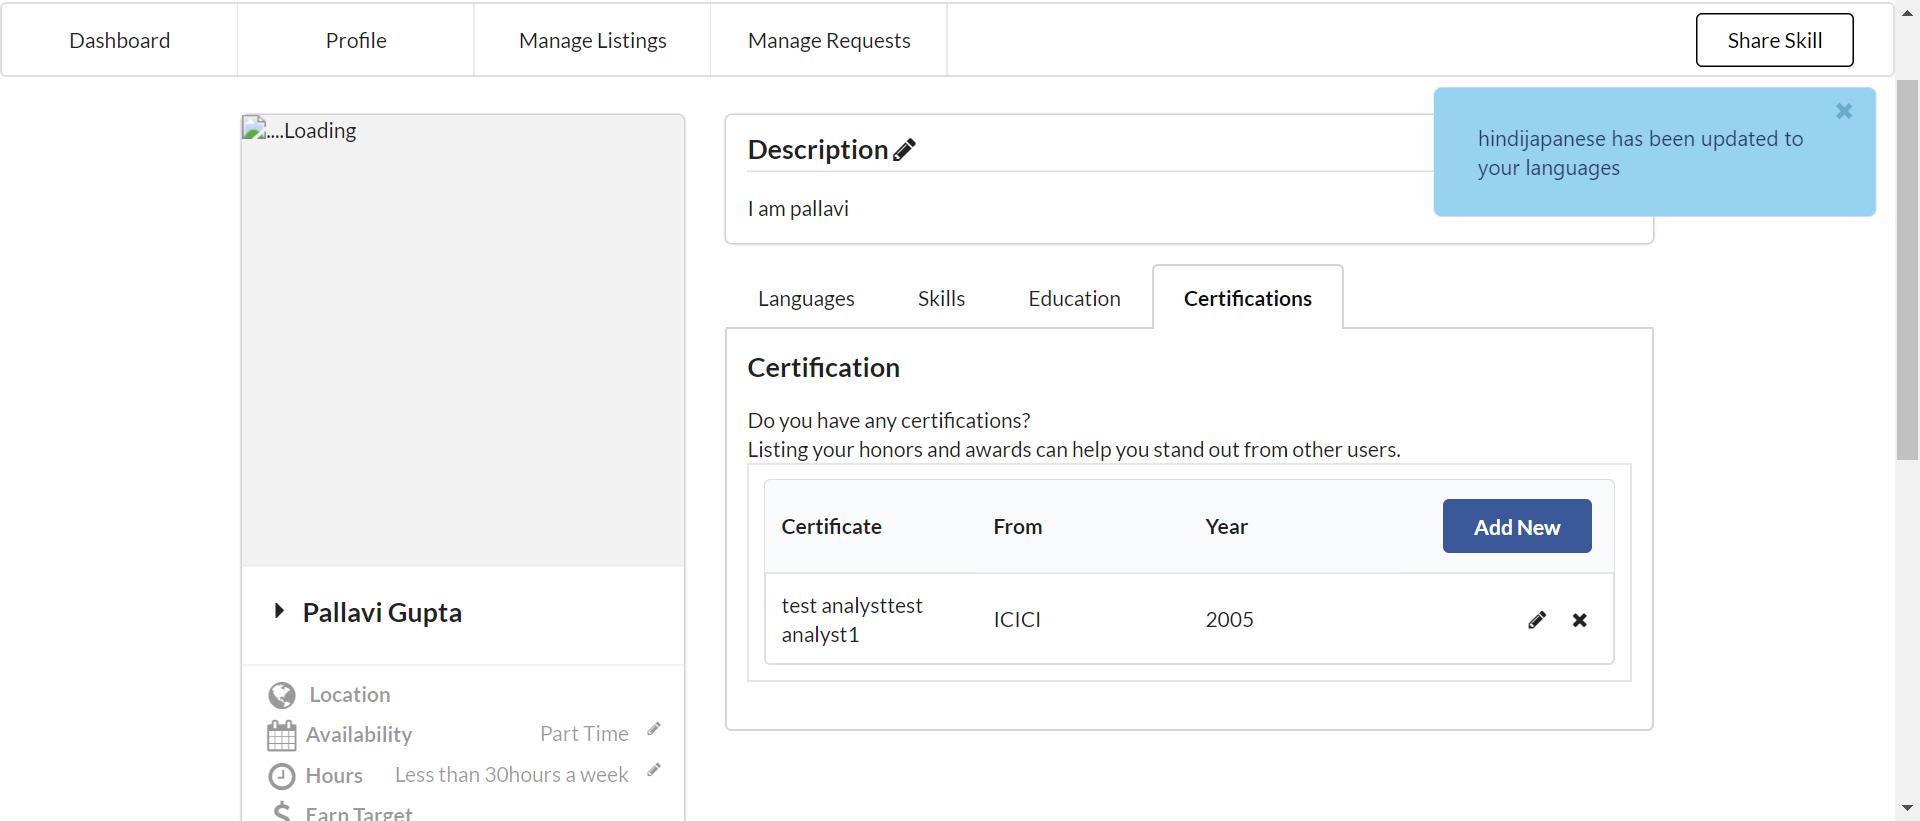 Dashboard
Profile
Manage Listings
Manage Requests
Share Skill
hindijapanese has been updated to
your languages
....Loading
Description
I am pallavi
Languages
Skills
Education
Certifications
Certification
Do you have any certifications?
Listing your honors and awards can help you stand out from other users.
Certificate
From
Year
Add New
test analysttest
analyst1
ICICI
2005
Pallavi Gupta
Location
Availability
Part Time
Hours
Less than 30hours a week
Earn Target